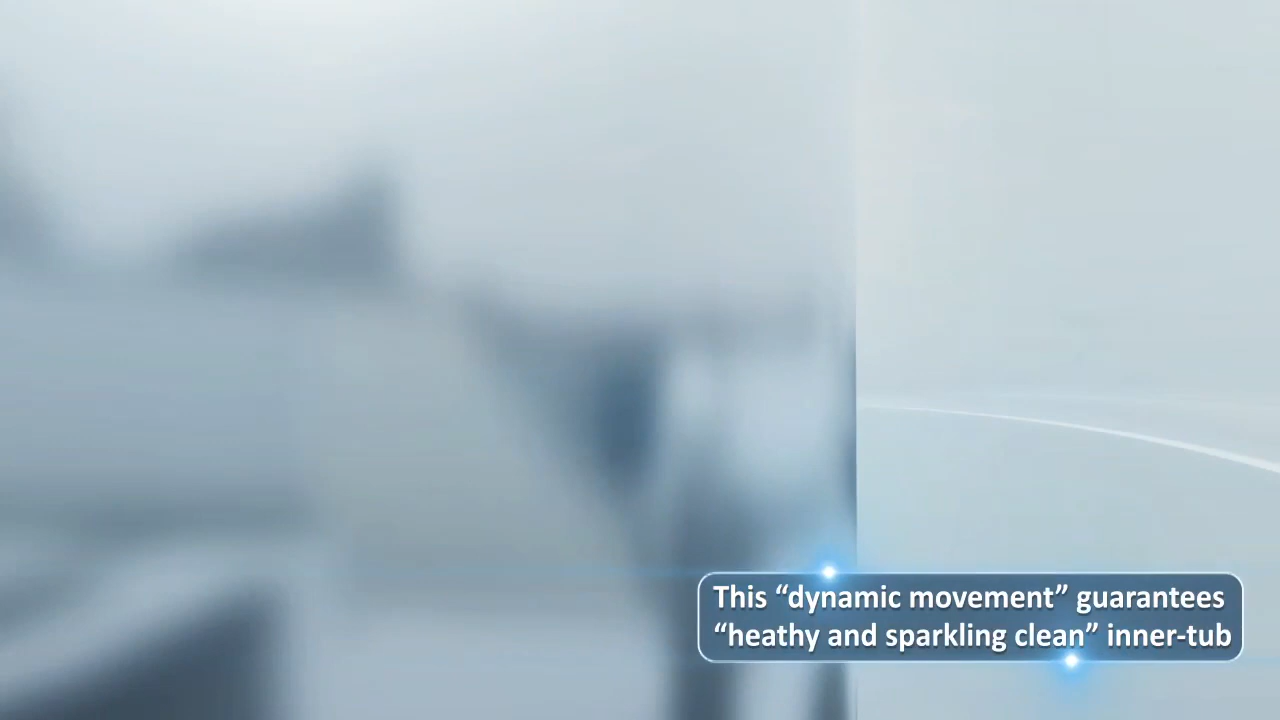 This “dynamic movement” guarantees
“heathy and sparkling clean” inner-tub